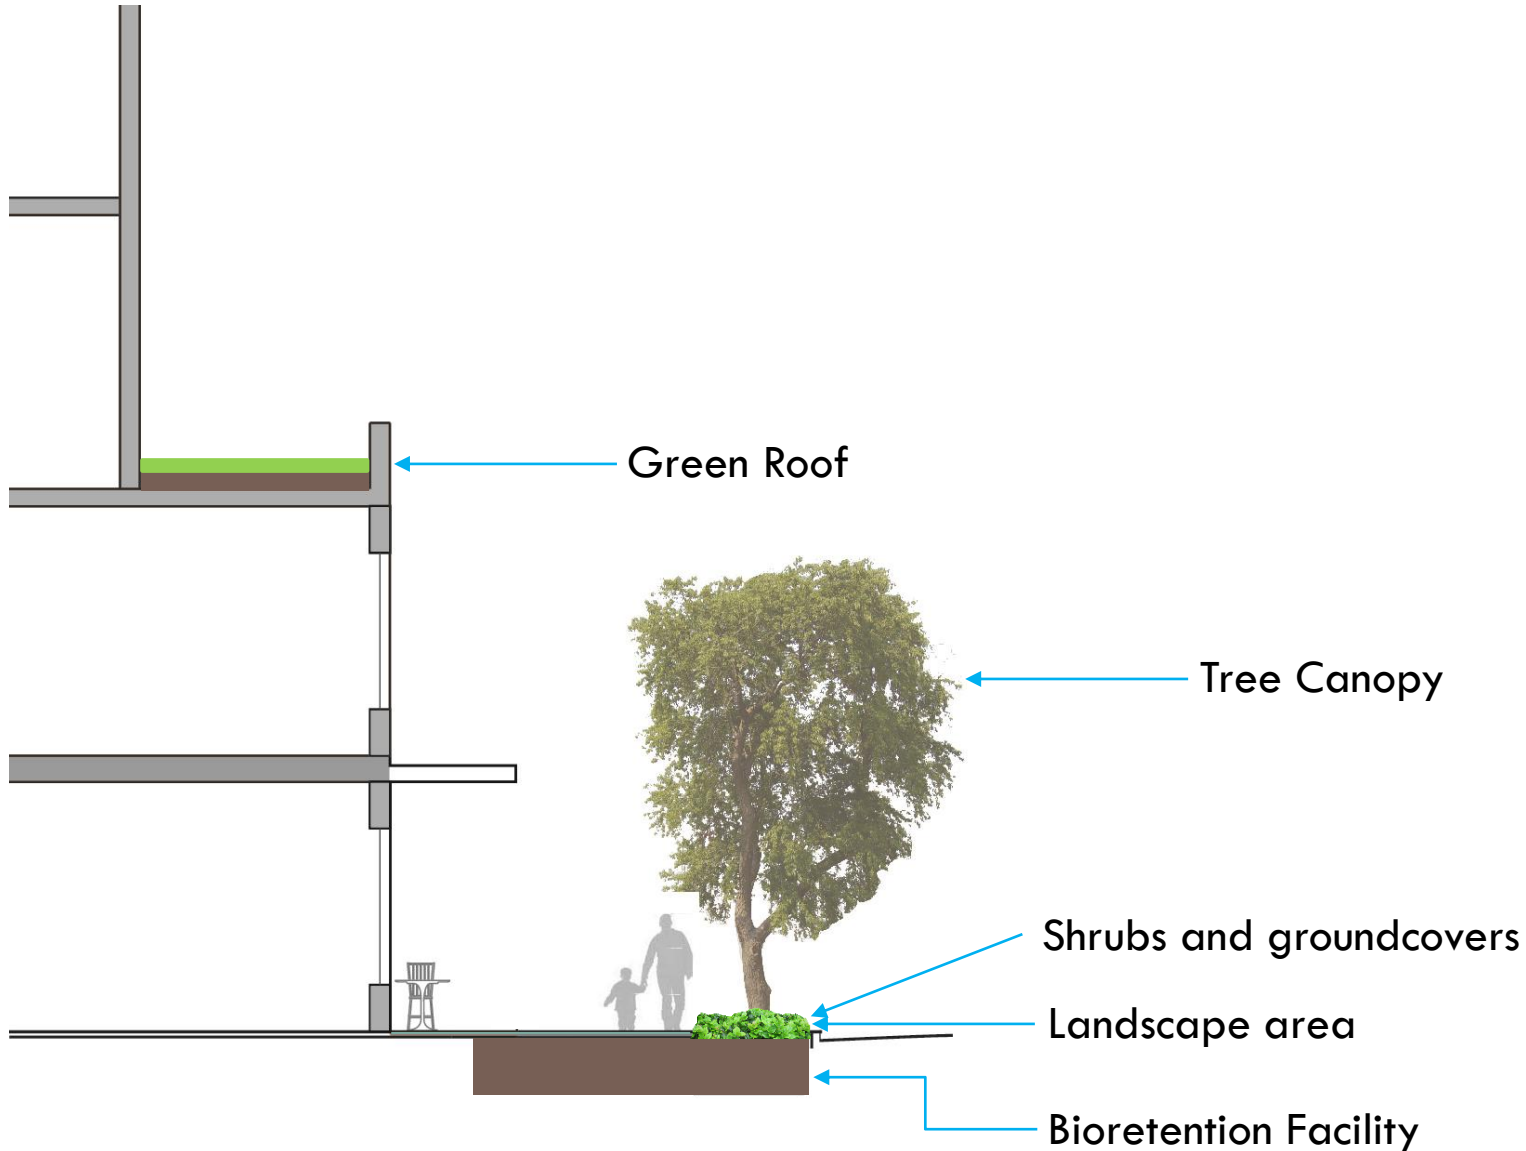 Green Roof
Tree Canopy
Shrubs and groundcovers
Landscape area
Bioretention Facility